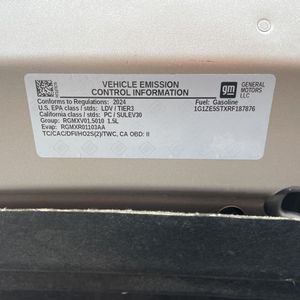 VEHICLE EMISSION
CONTROL INFORMATION
gm
GENERAL
MOTORS
LLC
Conforms to Regulations: 2024
Fuel: Gasoline
U.S. EPA class / stds: LDV / TIER3
1G1ZE5STXRF187876
California class / stds: PC / SULEV30
Group: RGMXV01.5010 1.5L
Evap: RGMXR01103AA
TC/CAC/DFI/HO2S(2)/TWC, CA OBD: II